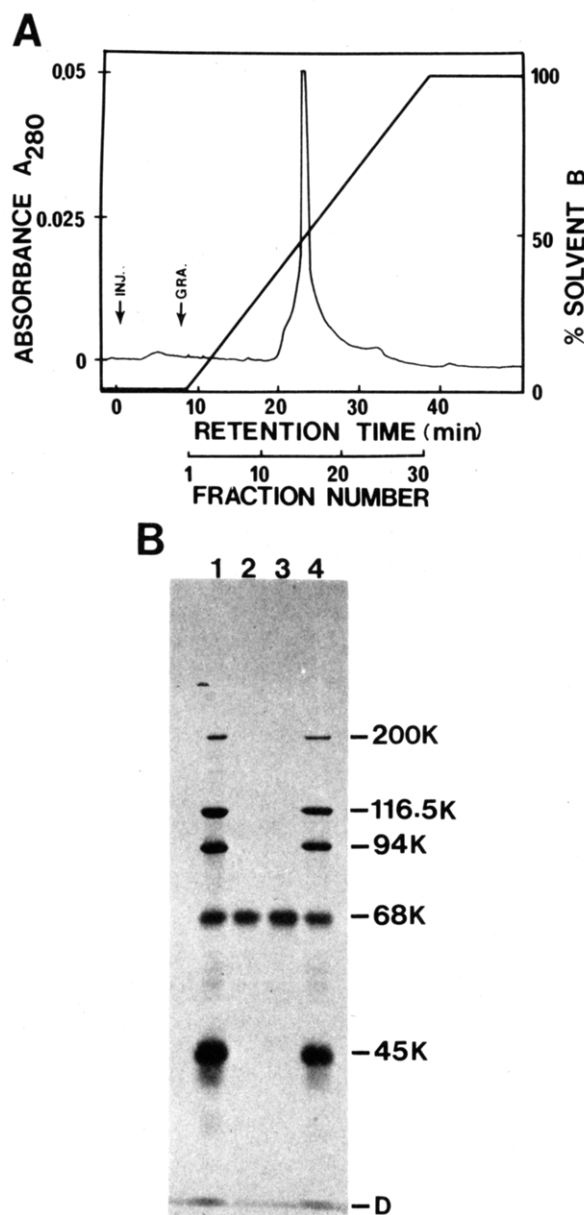 A
ABSORBANCE A280
0.05
0.025
0
INJ.
GRA.
100
50
0
% SOLVENT B
0 10 20 30 40
RETENTION TIME (min)
1 10 20 30
FRACTION NUMBER
B
1 2 3 4
200K
116.5K
94K
68K
45K
D